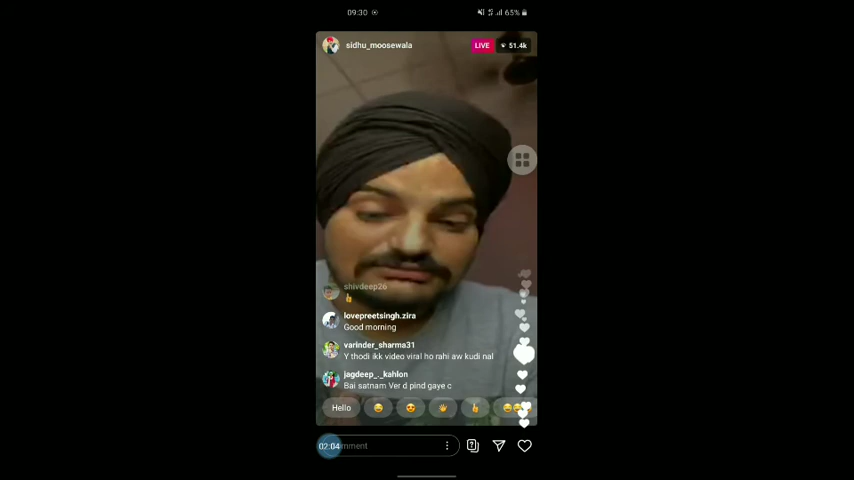 09:30
65%
sidhu_moosewala
LIVE
51.4k
shivdeep26
lovepreetsingh.zira
Good morning
varinder_sharma31
Y thodi ikk video viral ho rahi aw kudi nal
jagdeep_._kahlon
Bai satnam Ver d pind gaye c
Hello
02:04
mment